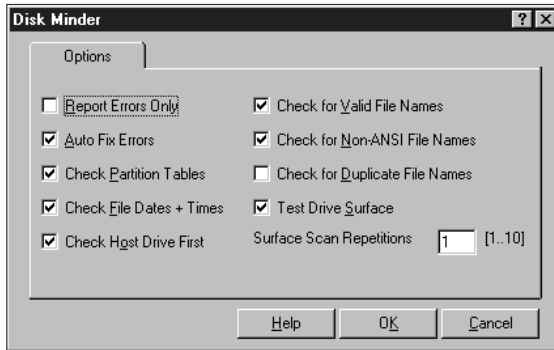 Disk Minder
Options
Report Errors Only
Auto Fix Errors
Check Partition Tables
Check File Dates + Times
Check Host Drive First
Check for Valid File Names
Check for Non-ANSI File Names
Check for Duplicate File Names
Test Drive Surface
Surface Scan Repetitions 1 [1..10]
Help OK Cancel